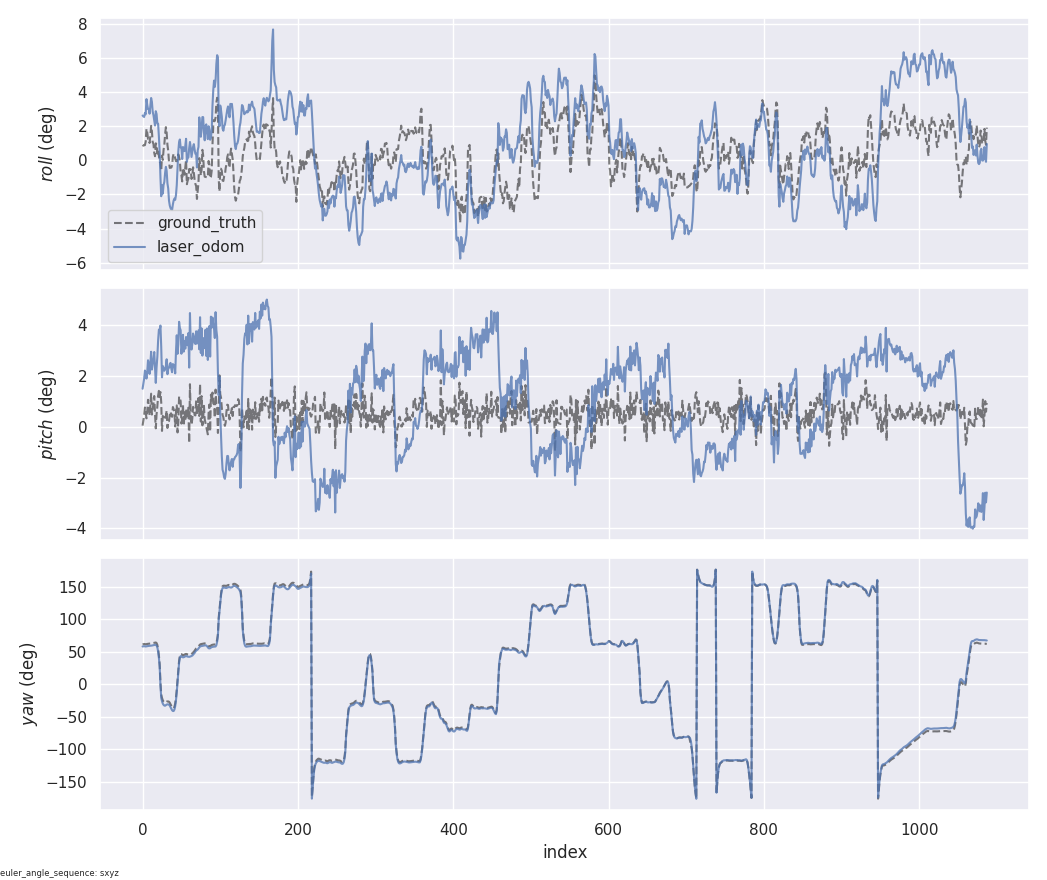 8
6
4
2
0
−2
−4
−6
roll (deg)
ground_truth
laser_odom
4
2
0
−2
−4
pitch (deg)
150
100
50
0
−50
−100
−150
yaw (deg)
0 200 400 600 800 1000
index
euler_angle_sequence: sxyz